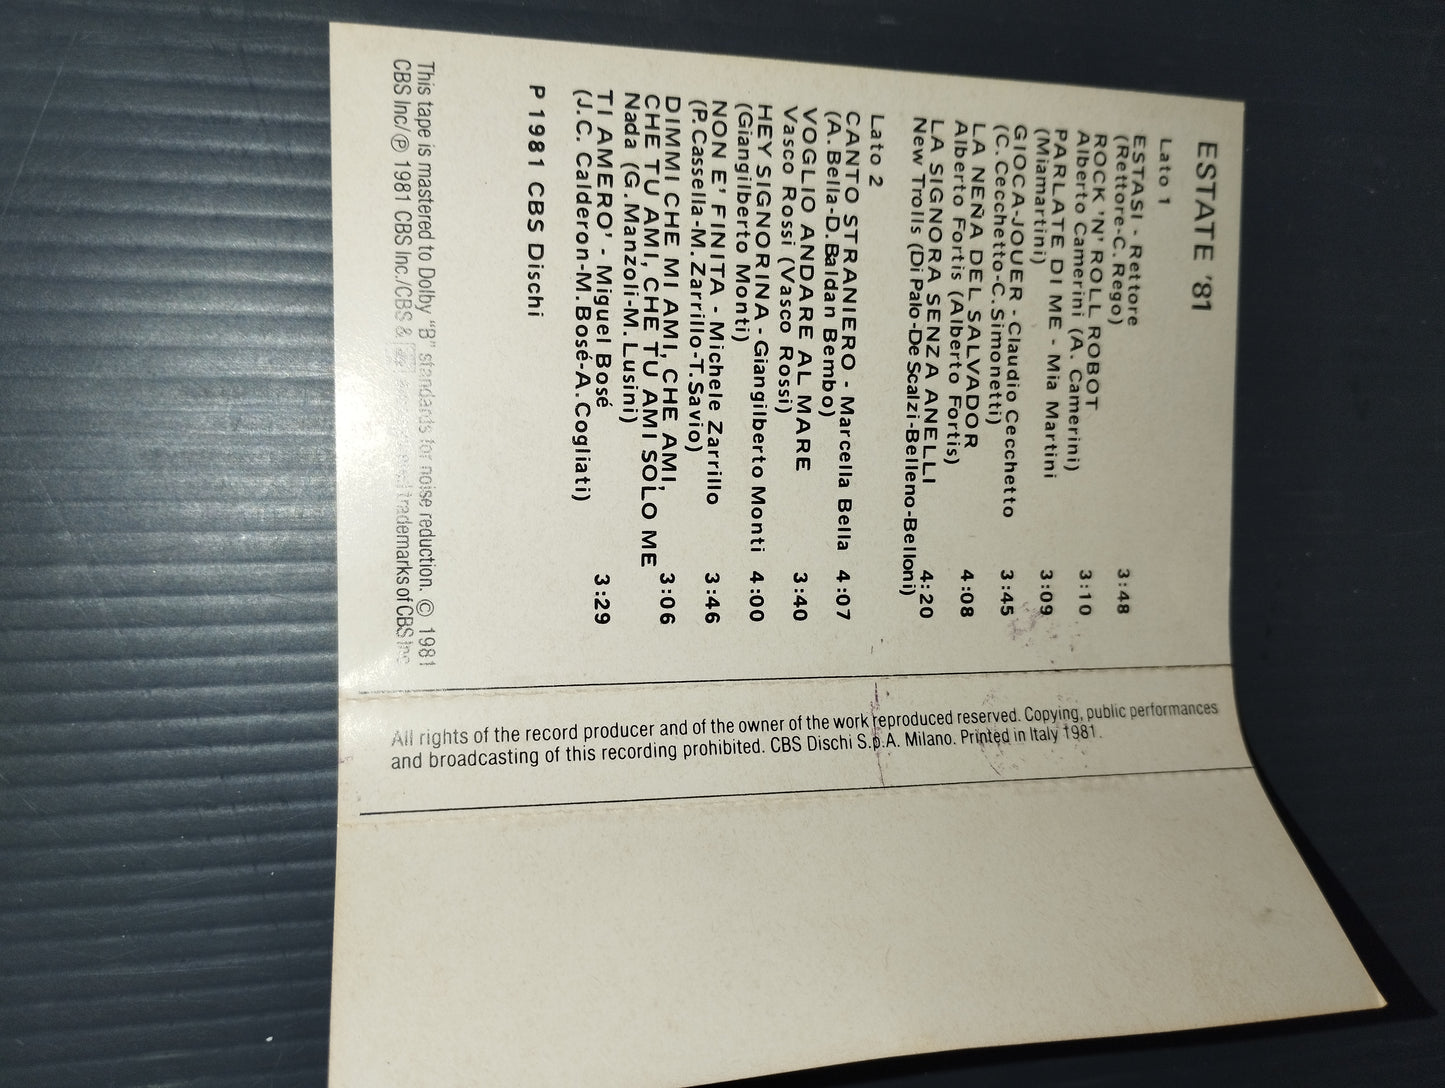 ESTATE '81
Lato 1
ESTASI - Rettore 3:48
(Rettore-C. Rego)
ROCK 'N' ROLL ROBOT 3:10
Alberto Camerini (A. Camerini)
PARLATE DI ME - Mia Martini 3:09
(Miamartini)
GIOCA-JOUER - Claudio Cecchetto 3:45
(C. Cecchetto-C. Simonetti)
LA NEÑA DEL SALVADOR 4:08
Alberto Fortis (Alberto Fortis)
LA SIGNORA SENZA ANELLI 4:20
New Trolls (Di Palo-De Scalzi-Belleno-Belloni)
Lato 2
CANTO STRANIERO - Marcella Bella 4:07
(A. Bella-D. Baldan Bembo)
VOGLIO ANDARE AL MARE 3:40
Vasco Rossi (Vasco Rossi)
HEY SIGNORINA - Giangilberto Monti 4:00
(Giangilberto Monti)
NON E' FINITA - Michele Zarrillo 3:46
(P. Cassella-M. Zarrillo-T. Savio)
DIMMI CHE MI AMI, CHE AMI, 3:06
CHE TU AMI, CHE TU AMI SOLO ME
Nada (G. Manzoli-M. Lusini)
TI AMERO' - Miguel Bosé 3:29
(J.C. Calderon-M. Bosé-A. Cogliati)
P 1981 CBS Dischi
This tape is mastered to Dolby "B" standards for noise reduction. © 1981
CBS Inc/℗ 1981 CBS Inc./CBS & trademarks of CBS Inc
All rights of the record producer and of the owner of the work reproduced reserved. Copying, public performances
and broadcasting of this recording prohibited. CBS Dischi S.p.A. Milano. Printed in Italy 1981.